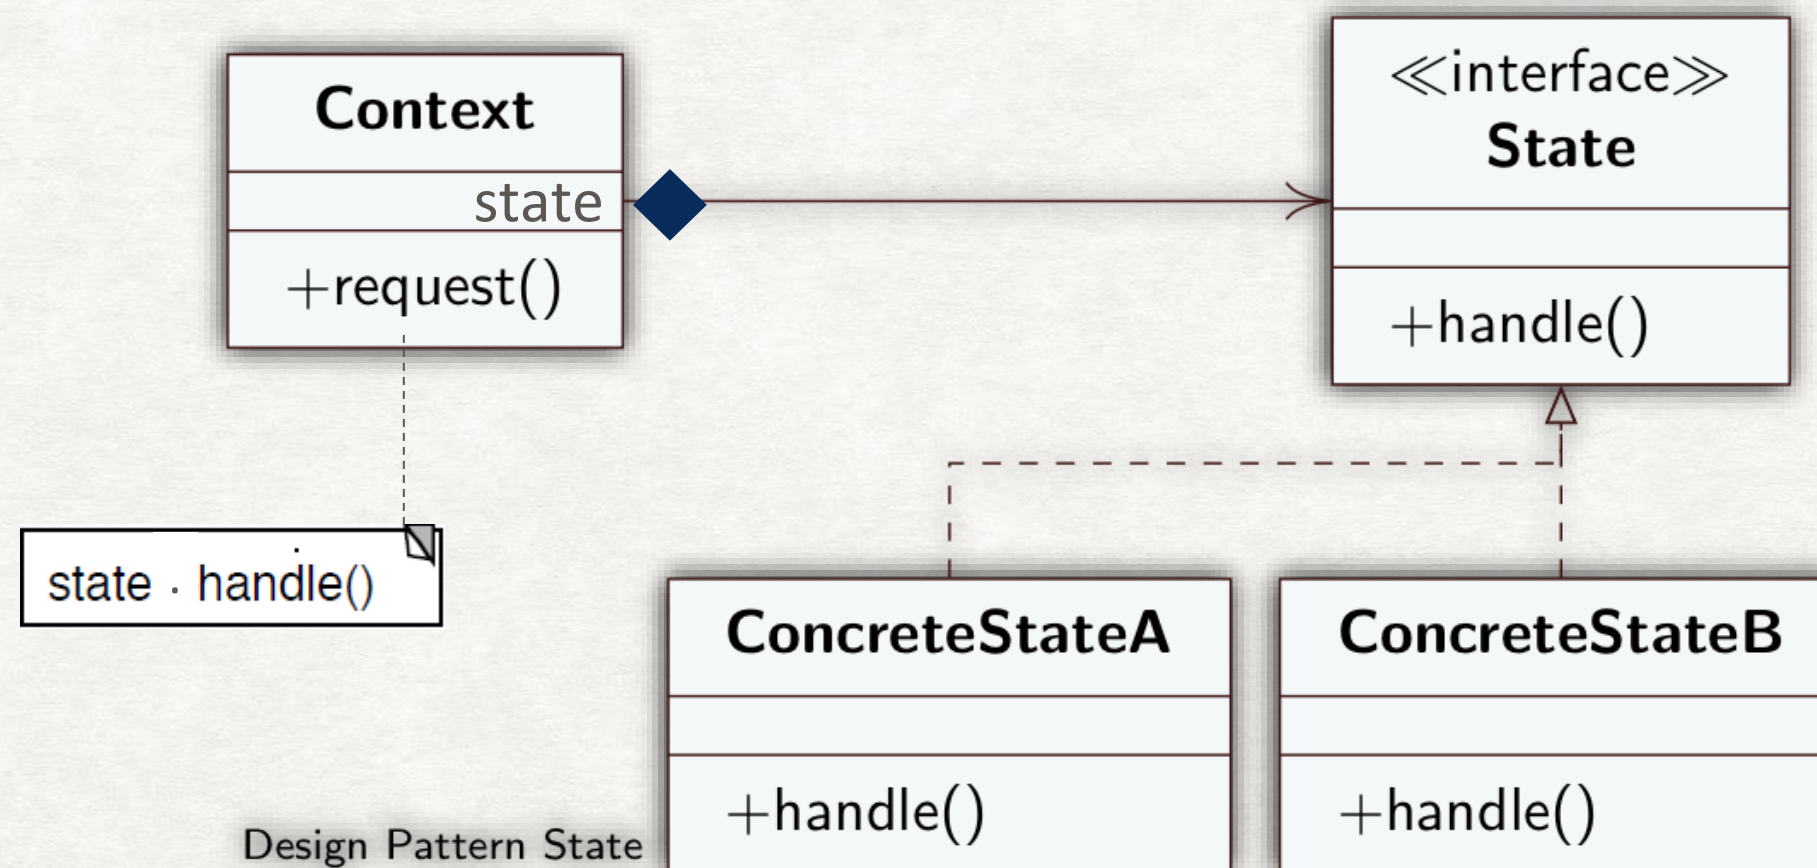 Context
state
+request()
≪interface≫
State
+handle()
state . handle()
ConcreteStateA
+handle()
ConcreteStateB
+handle()
Design Pattern State